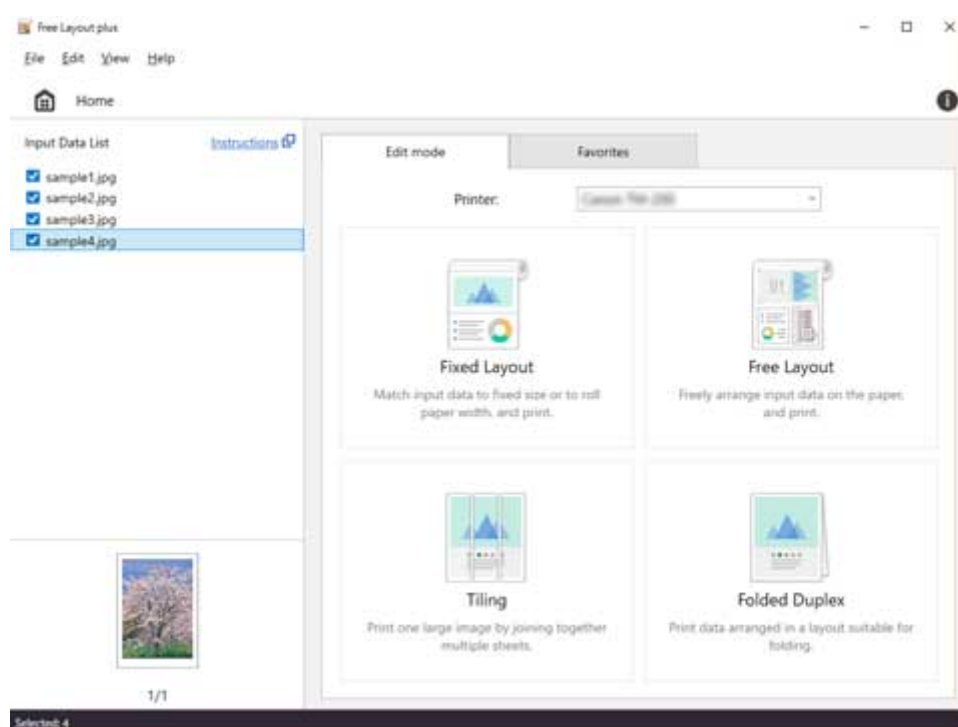 Free Layout plus
File Edit View Help
Home
Input Data List
Instructions
sample1.jpg
sample2.jpg
sample3.jpg
sample4.jpg
1/1
Selected: 4
Edit mode
Favorites
Printer:
Fixed Layout
Match input data to fixed size or to roll
paper width, and print.
Free Layout
Freely arrange input data on the paper,
and print.
Tiling
Print one large image by joining together
multiple sheets.
Folded Duplex
Print data arranged in a layout suitable for
folding.